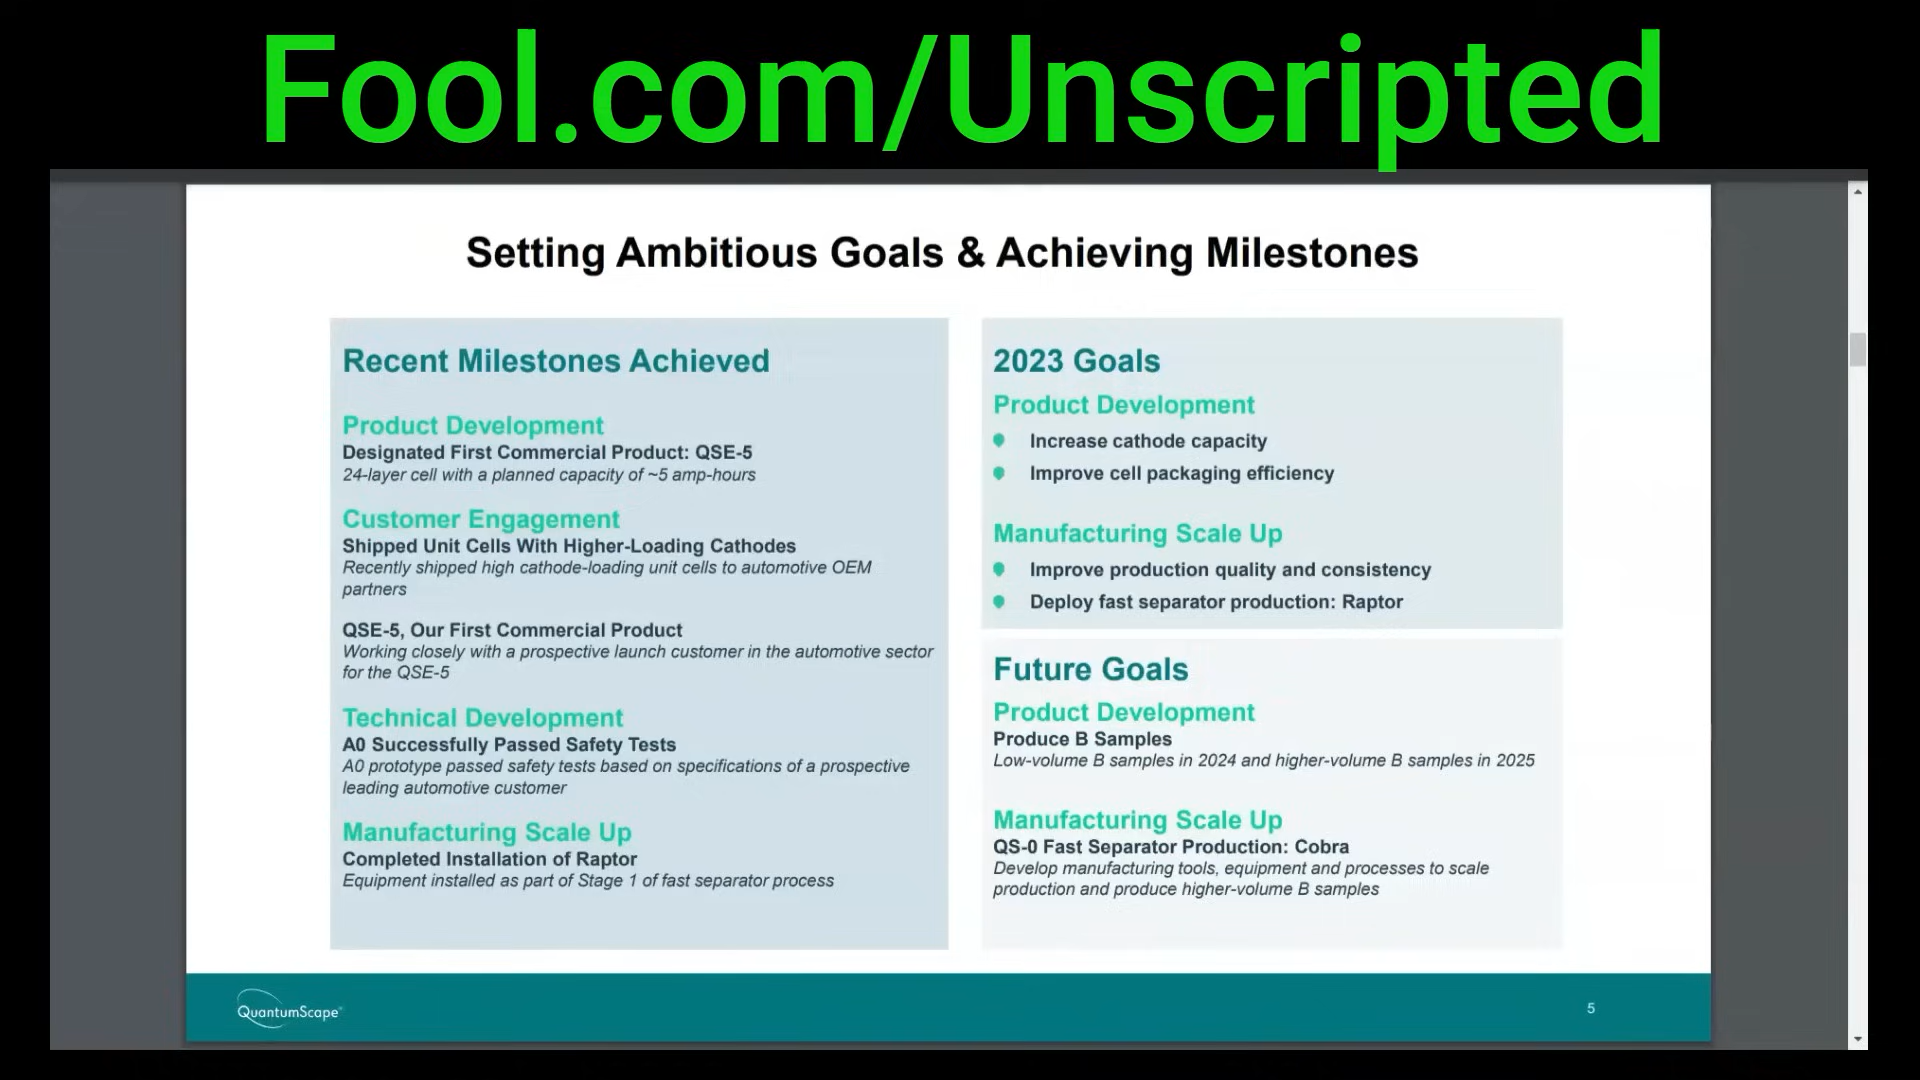 Fool.com/Unscripted
Setting Ambitious Goals & Achieving Milestones
Recent Milestones Achieved
Product Development
Designated First Commercial Product: QSE-5
24-layer cell with a planned capacity of ~5 amp-hours
Customer Engagement
Shipped Unit Cells With Higher-Loading Cathodes
Recently shipped high cathode-loading unit cells to automotive OEM
partners
QSE-5, Our First Commercial Product
Working closely with a prospective launch customer in the automotive sector
for the QSE-5
Technical Development
A0 Successfully Passed Safety Tests
A0 prototype passed safety tests based on specifications of a prospective
leading automotive customer
Manufacturing Scale Up
Completed Installation of Raptor
Equipment installed as part of Stage 1 of fast separator process
2023 Goals
Product Development
Increase cathode capacity
Improve cell packaging efficiency
Manufacturing Scale Up
Improve production quality and consistency
Deploy fast separator production: Raptor
Future Goals
Product Development
Produce B Samples
Low-volume B samples in 2024 and higher-volume B samples in 2025
Manufacturing Scale Up
QS-0 Fast Separator Production: Cobra
Develop manufacturing tools, equipment and processes to scale
production and produce higher-volume B samples
QuantumScape
5